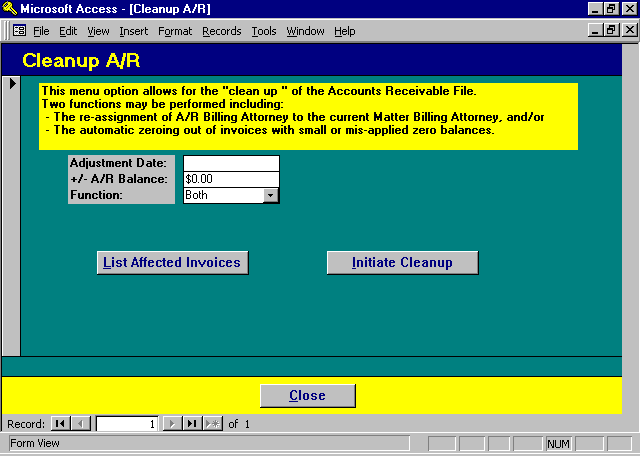 Microsoft Access - [Cleanup A/R]
File Edit View Insert Format Records Tools Window Help
Cleanup A/R
This menu option allows for the "clean up " of the Accounts Receivable File.
Two functions may be performed including:
- The re-assignment of A/R Billing Attorney to the current Matter Billing Attorney, and/or
- The automatic zeroing out of invoices with small or mis-applied zero balances.
Adjustment Date:
+/- A/R Balance: $0.00
Function: Both
List Affected Invoices Initiate Cleanup
Close
Record: 1 of 1
Form View NUM